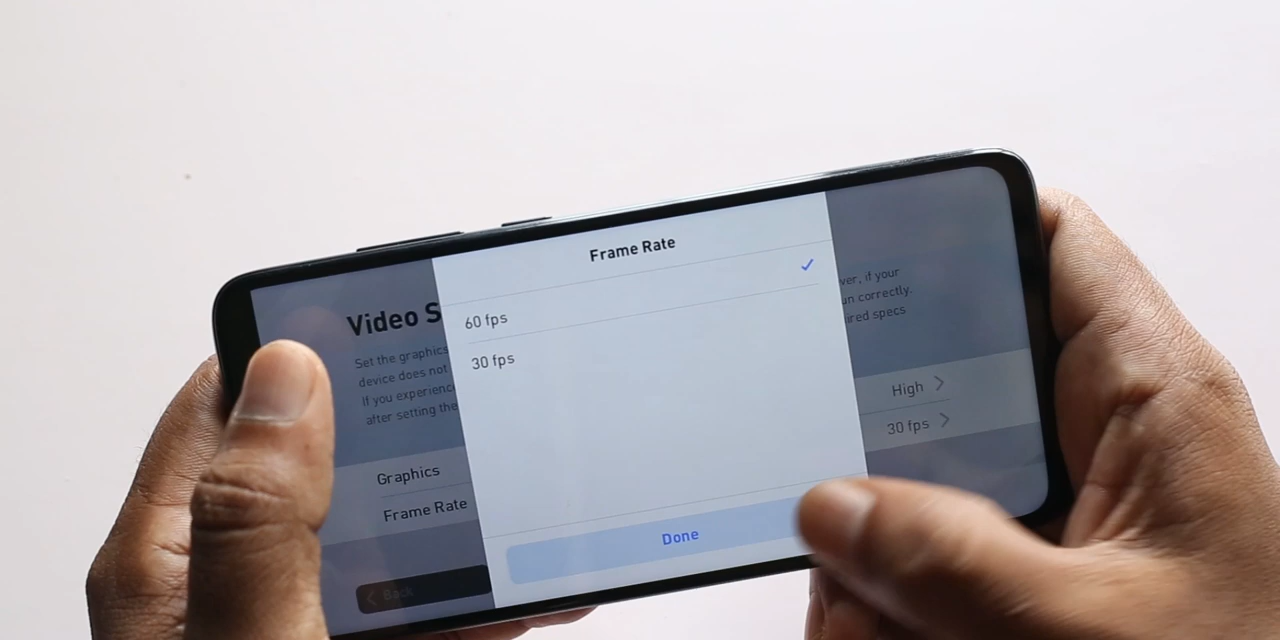 Frame Rate
60 fps
30 fps
Done
Video S
Set the graphics
device does not
If you experienc
after setting the
ver, if your
un correctly.
ired specs
Graphics
High
Frame Rate
30 fps
Back